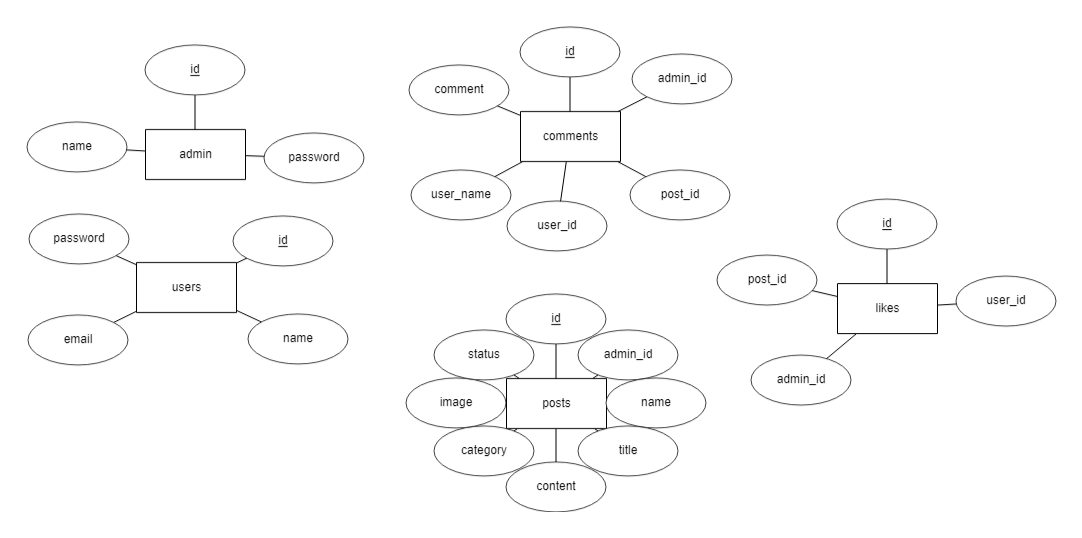 id
name
admin
password
password
id
users
email
name
id
comment
admin_id
comments
user_name
user_id
post_id
id
status
admin_id
image
posts
name
category
title
content
id
post_id
likes
user_id
admin_id